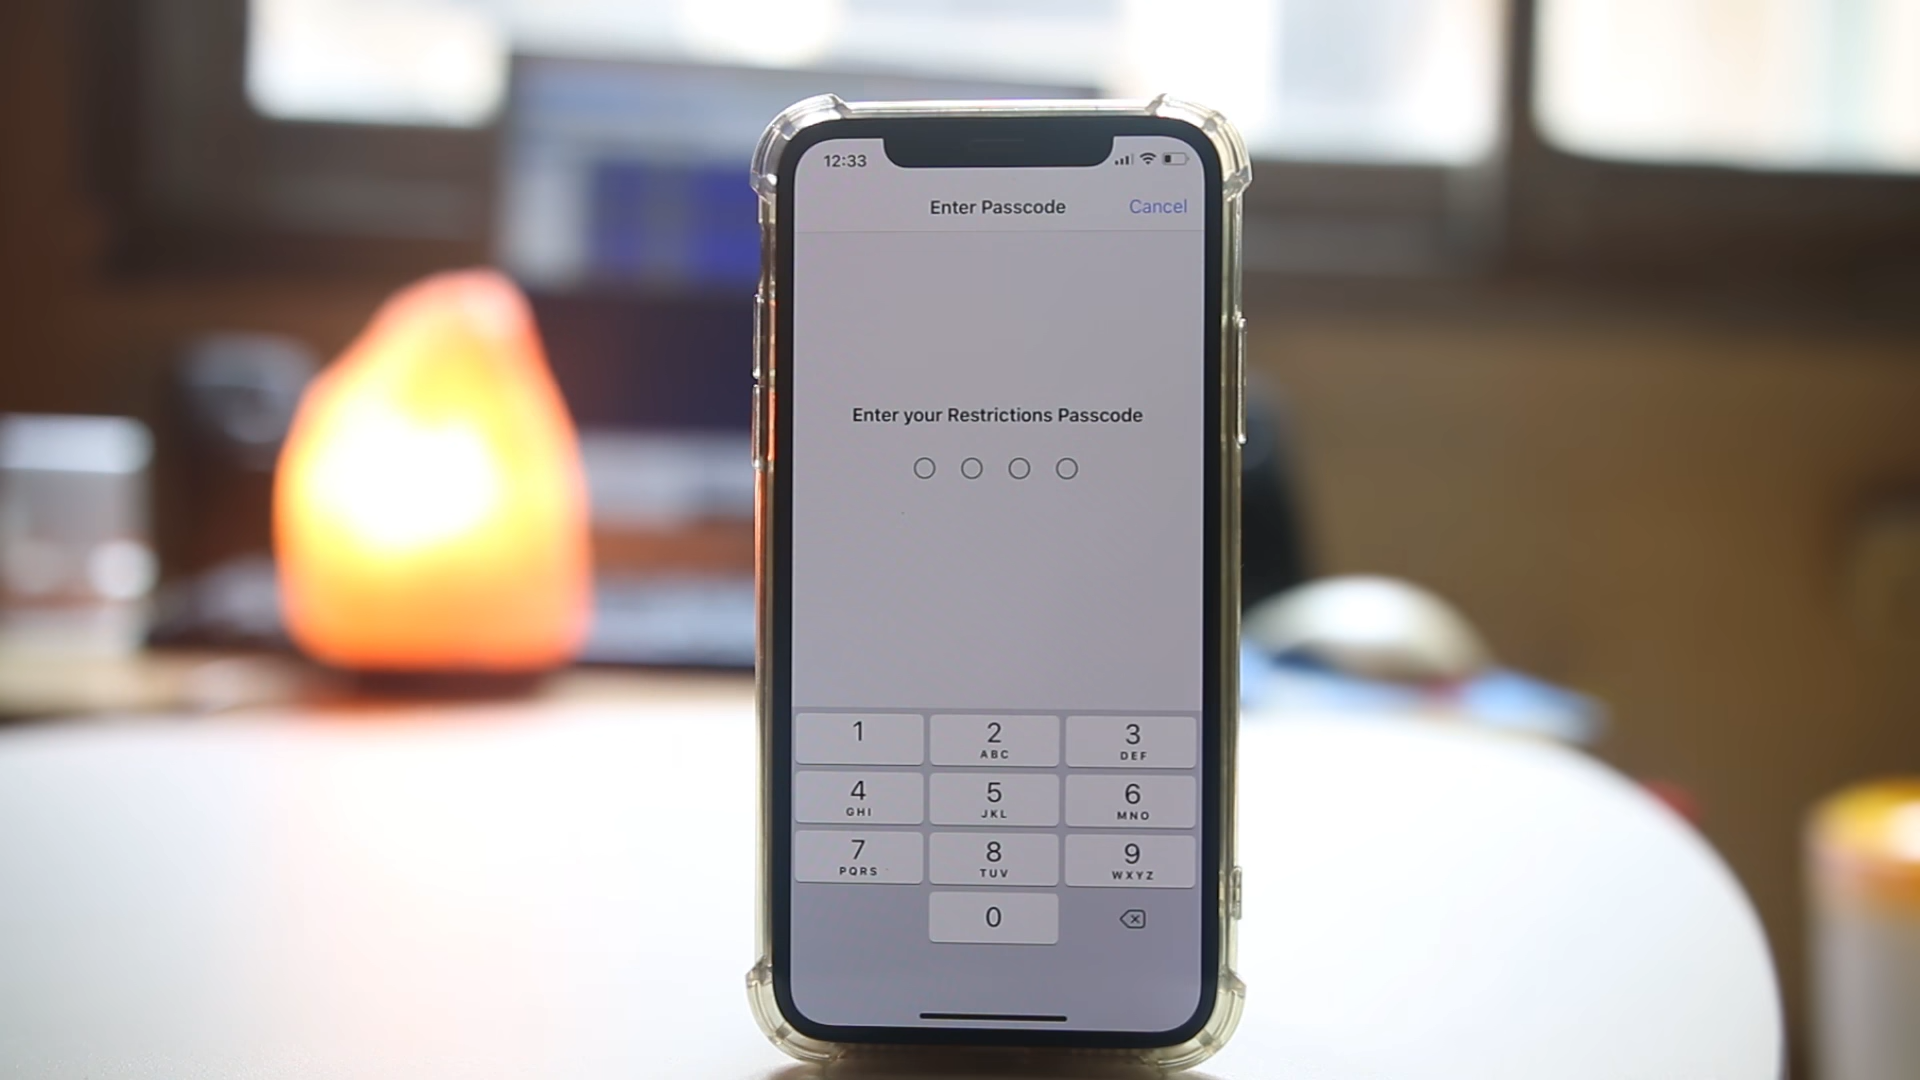 12:33
Enter Passcode
Cancel
Enter your Restrictions Passcode
1
2
ABC
3
DEF
4
GHI
5
JKL
6
MNO
7
PQRS
8
TUV
9
WXYZ
0